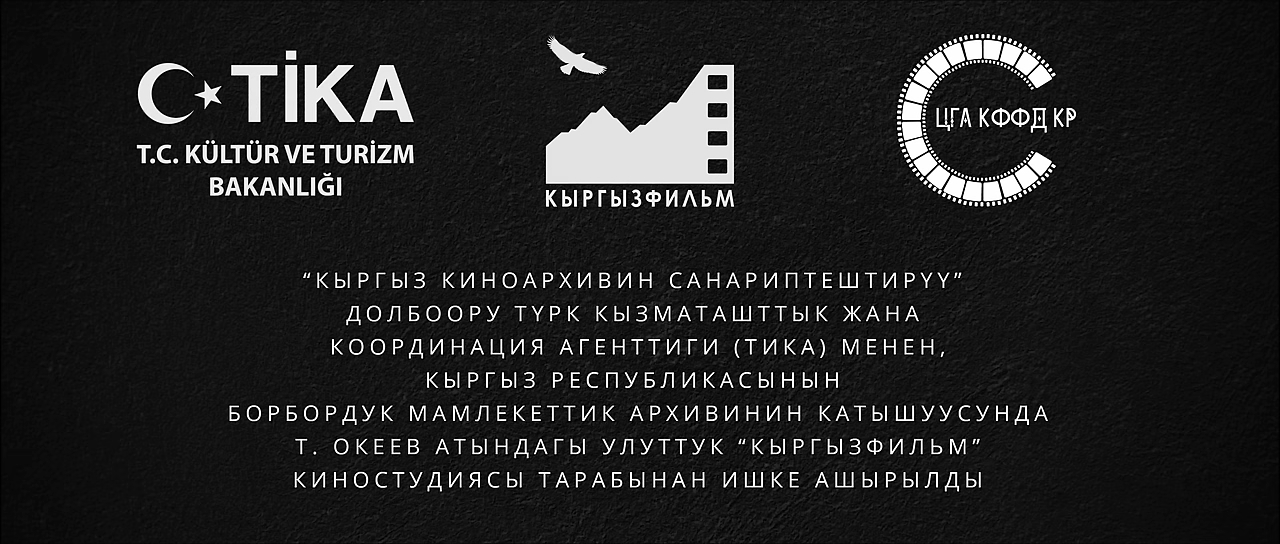 TİKA
T.C. KÜLTÜR VE TURİZM
BAKANLIĞI
КЫРГЫЗФИЛЬМ
ЦГА КФФД КР
“КЫРГЫЗ КИНОАРХИВИН САНАРИПТЕШТИРҮҮ”
ДОЛБООРУ ТҮРК КЫЗМАТАШТТЫК ЖАНА
КООРДИНАЦИЯ АГЕНТТИГИ (ТИКА) МЕНЕН,
КЫРГЫЗ РЕСПУБЛИКАСЫНЫН
БОРБОРДУК МАМЛЕКЕТТИК АРХИВИНИН КАТЫШУУСУНДА
Т. ОКЕЕВ АТЫНДАГЫ УЛУТТУК “КЫРГЫЗФИЛЬМ”
КИНОСТУДИЯСЫ ТАРАБЫНАН ИШКЕ АШЫРЫЛДЫ